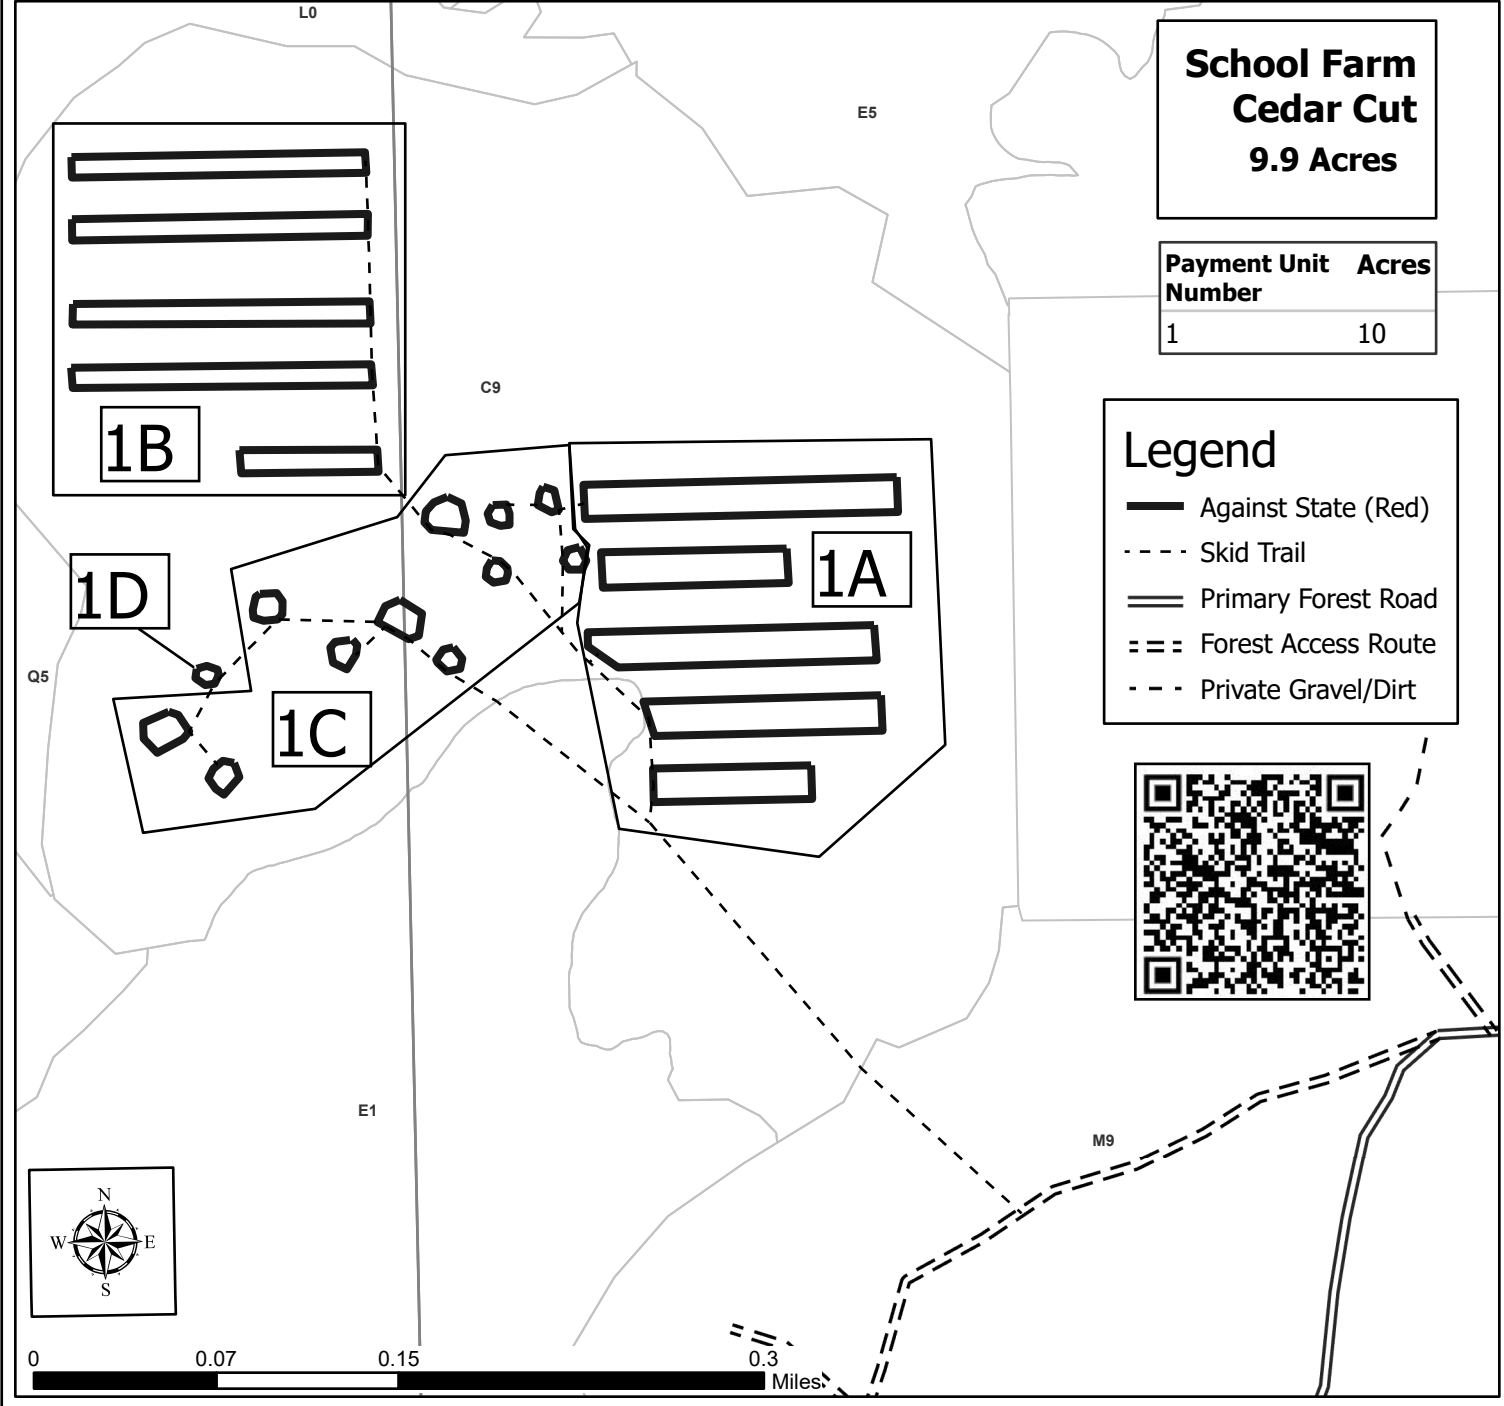 L0
School Farm
Cedar Cut
9.9 Acres
E5
Payment Unit Acres
Number
1 10
C9
1B
Legend
Against State (Red)
Skid Trail
Primary Forest Road
Forest Access Route
Private Gravel/Dirt
1A
1D
Q5
1C
E1
M9
N
W E
S
0 0.07 0.15 0.3
Miles